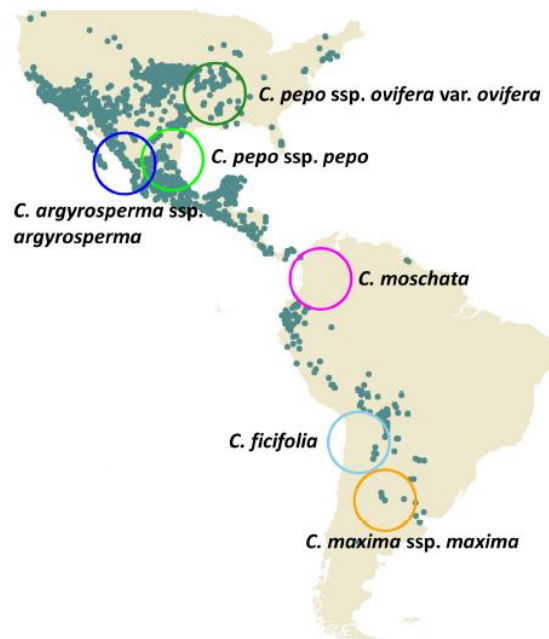 C. pepo ssp. ovifera var. ovifera
C. pepo ssp. pepo
C. argyrosperma ssp.
argyrosperma
C. moschata
C. ficifolia
C. maxima ssp. maxima